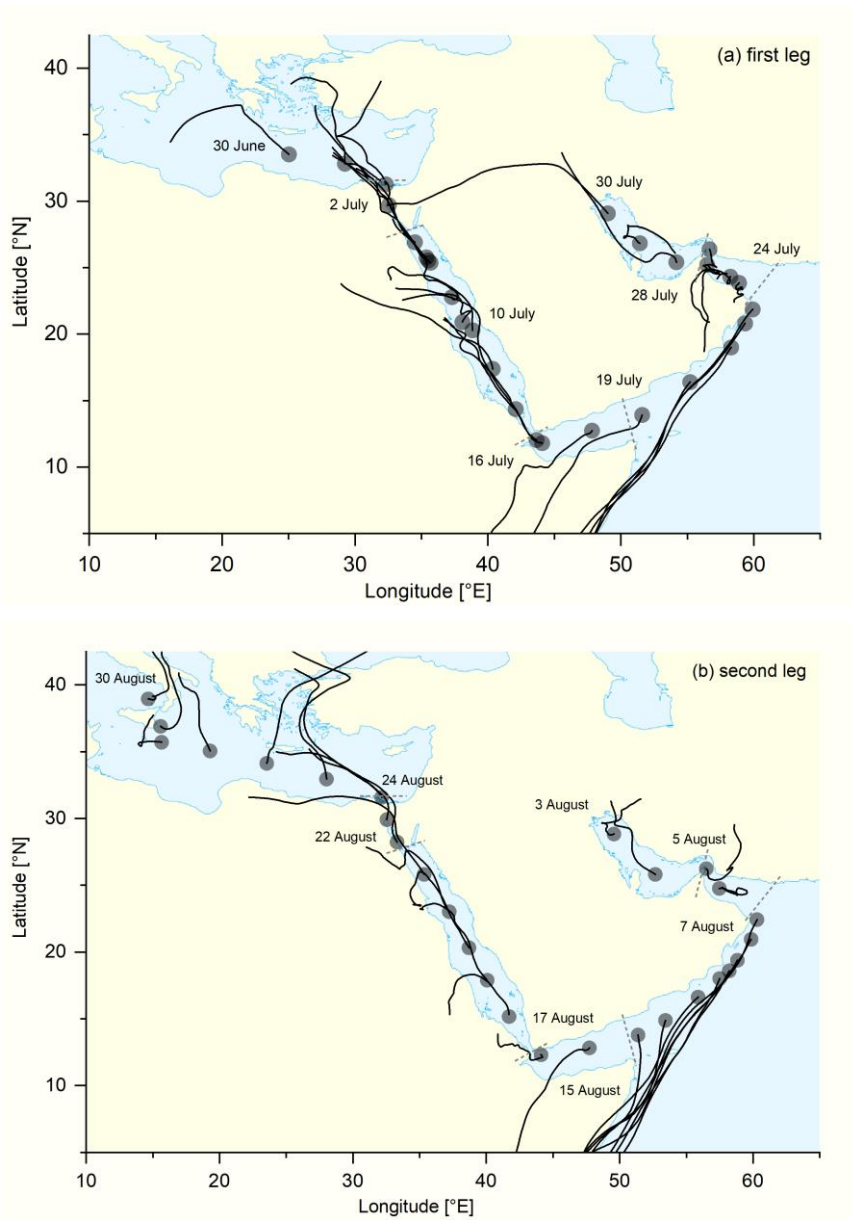 (a) first leg
40
30 June
30 July
30
2 July
24 July
28 July
Latitude [°N]
10 July
20
19 July
16 July
10
10 20 30 40 50 60
Longitude [°E]
(b) second leg
30 August
40
24 August
3 August
30
5 August
22 August
Latitude [°N]
7 August
20
17 August
15 August
10
10 20 30 40 50 60
Longitude [°E]